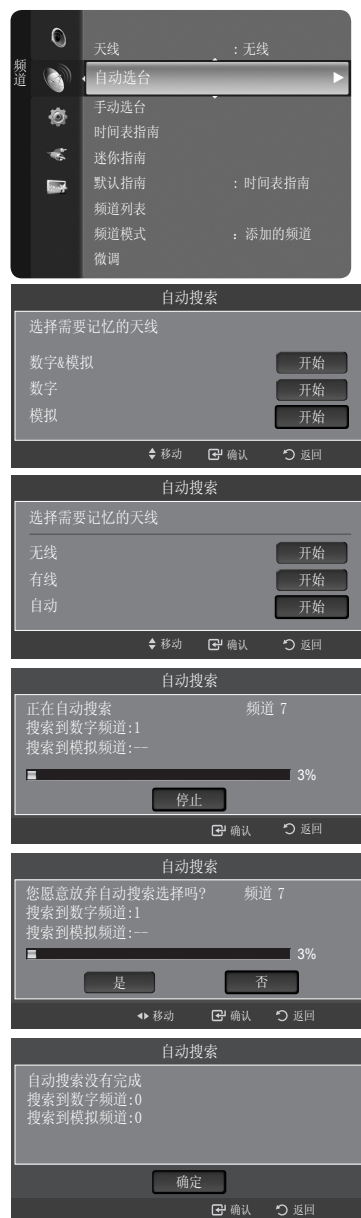 频道
天线 : 无线
自动选台
手动选台
时间表指南
迷你指南
默认指南 : 时间表指南
频道列表
频道模式 : 添加的频道
微调
自动搜索
选择需要记忆的天线
数字&模拟 开始
数字 开始
模拟 开始
移动 确认 返回
自动搜索
选择需要记忆的天线
无线 开始
有线 开始
自动 开始
移动 确认 返回
自动搜索
正在自动搜索 频道 7
搜索到数字频道:1
搜索到模拟频道:--
3%
停止
确认 返回
自动搜索
您愿意放弃自动搜索选择吗? 频道 7
搜索到数字频道:1
搜索到模拟频道:--
3%
是 否
移动 确认 返回
自动搜索
自动搜索没有完成
搜索到数字频道:0
搜索到模拟频道:0
确定
确认 返回